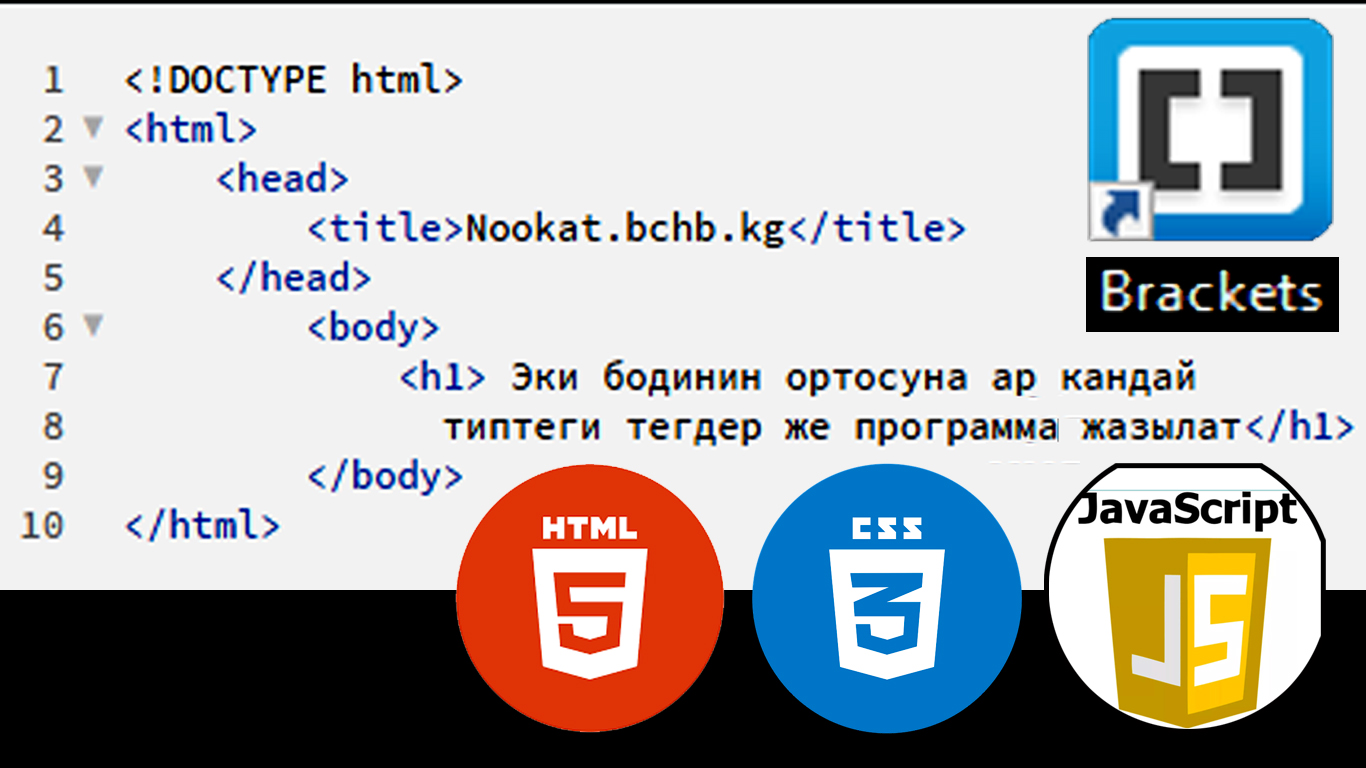 1 <!DOCTYPE html>
2 <html>
3 <head>
4 <title>Nookat.bchb.kg</title>
5 </head>
6 <body>
7 <h1> Эки бодинин ортосуна ар кандай
8 типтеги тегдер же программа жазылат</h1>
9 </body>
10 </html>
Brackets
HTML
5
CSS
3
JavaScript
JS